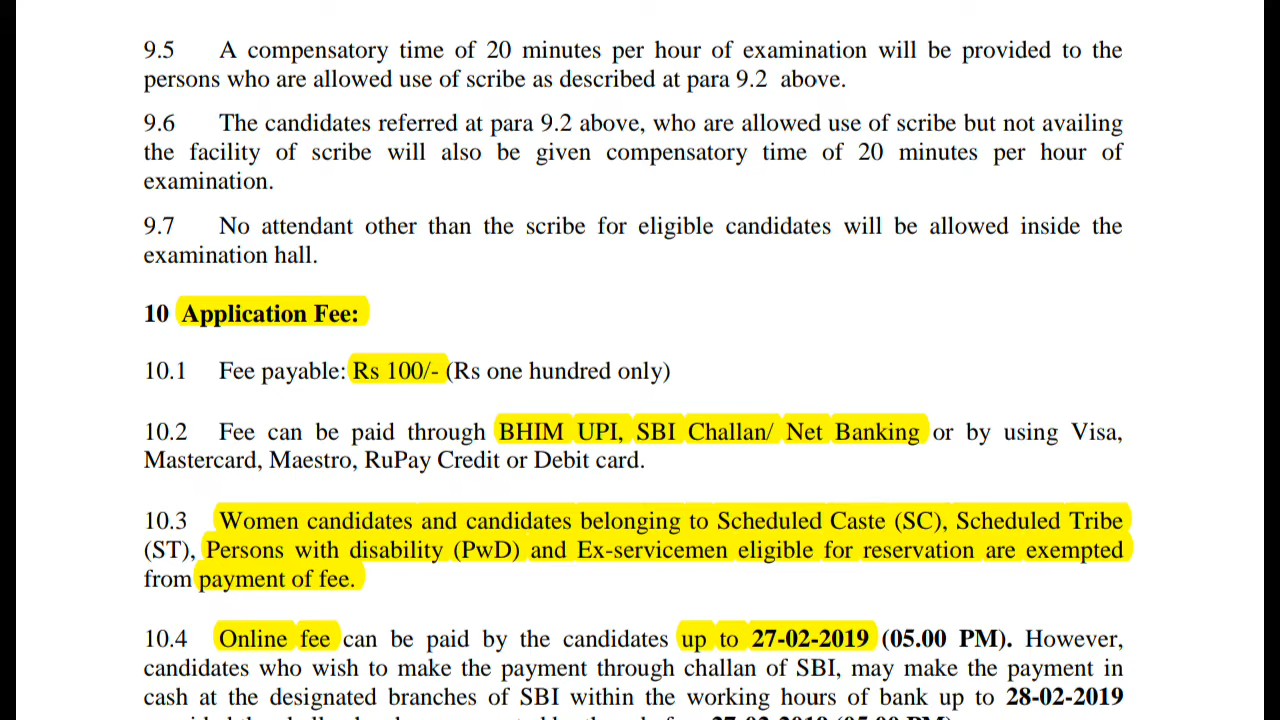 9.5 A compensatory time of 20 minutes per hour of examination will be provided to the
persons who are allowed use of scribe as described at para 9.2 above.
9.6 The candidates referred at para 9.2 above, who are allowed use of scribe but not availing
the facility of scribe will also be given compensatory time of 20 minutes per hour of
examination.
9.7 No attendant other than the scribe for eligible candidates will be allowed inside the
examination hall.
10 Application Fee:
10.1 Fee payable: Rs 100/- (Rs one hundred only)
10.2 Fee can be paid through BHIM UPI, SBI Challan/ Net Banking or by using Visa,
Mastercard, Maestro, RuPay Credit or Debit card.
10.3 Women candidates and candidates belonging to Scheduled Caste (SC), Scheduled Tribe
(ST), Persons with disability (PwD) and Ex-servicemen eligible for reservation are exempted
from payment of fee.
10.4 Online fee can be paid by the candidates up to 27-02-2019 (05.00 PM). However,
candidates who wish to make the payment through challan of SBI, may make the payment in
cash at the designated branches of SBI within the working hours of bank up to 28-02-2019